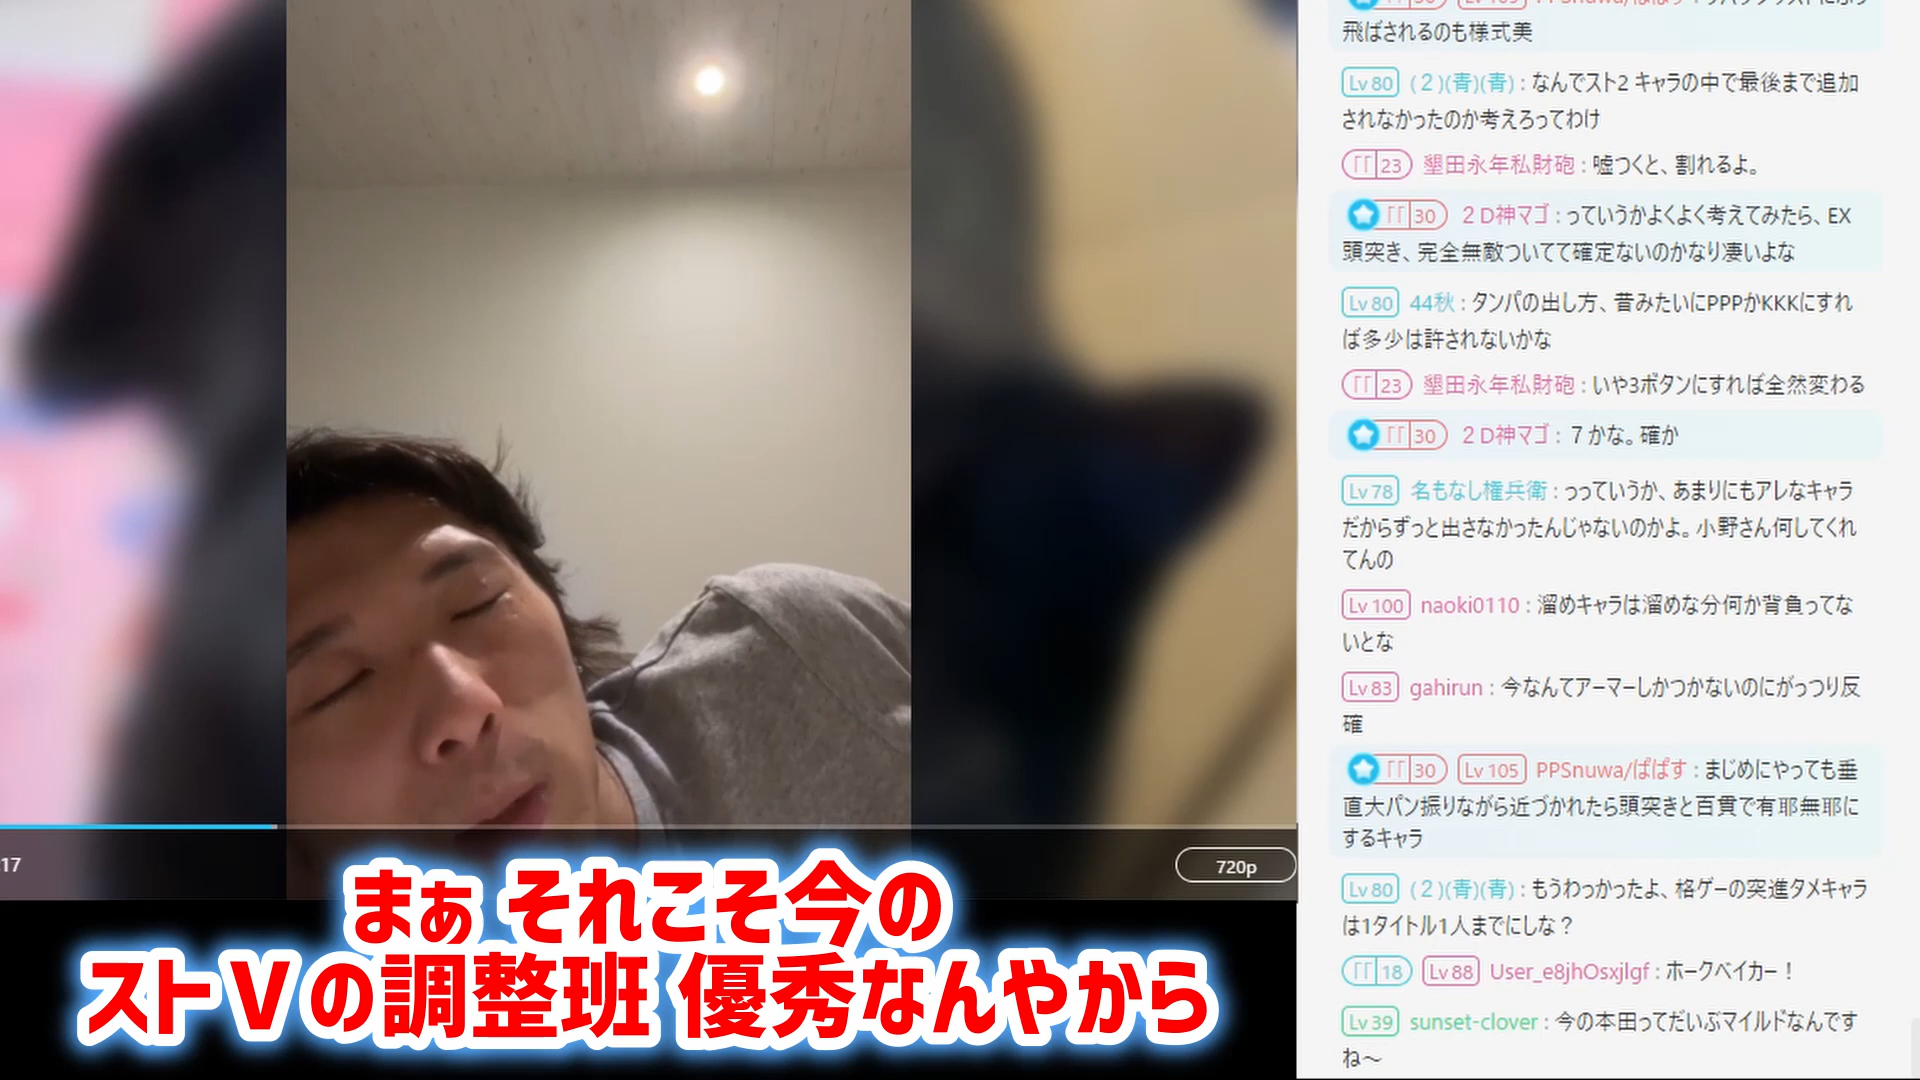 飛ばされるのも様式美
Lv 80 (２)(青)(青) : なんでスト2 キャラの中で最後まで追加
されなかったのか考えろってわけ
23 墾田永年私財砲 : 嘘つくと、割れるよ。
30 ２D神マゴ : っていうかよくよく考えてみたら、EX
頭突き、完全無敵ついてて確定ないのかなり凄いよな
Lv 80 44秋 : タンパの出し方、昔みたいにPPPかKKKにすれ
ば多少は許されないかな
23 墾田永年私財砲 : いや3ボタンにすれば全然変わる
30 ２D神マゴ : ７かな。確か
Lv 78 名もなし権兵衛 : っっていうか、あまりにもアレなキャラ
だからずっと出さなかったんじゃないのかよ。小野さん何してくれ
てんの
Lv 100 naoki0110 : 溜めキャラは溜めな分何か背負ってな
いとな
Lv 83 gahirun : 今なんてアーマーしかつかないのにがっつり反
確
30 Lv 105 PPSnuwa/ぱぱす : まじめにやっても垂
直大パン振りながら近づかれたら頭突きと百貫で有耶無耶に
するキャラ
Lv 80 (２)(青)(青) : もうわっかったよ、格ゲーの突進タメキャラ
は1タイトル1人までにしな？
18 Lv 88 User_e8jhOsxjlgf : ホークベイカー！
Lv 39 sunset-clover : 今の本田ってだいぶマイルドなんです
ね～
17
720p
まぁ それこそ今の
ストVの調整班 優秀なんやから